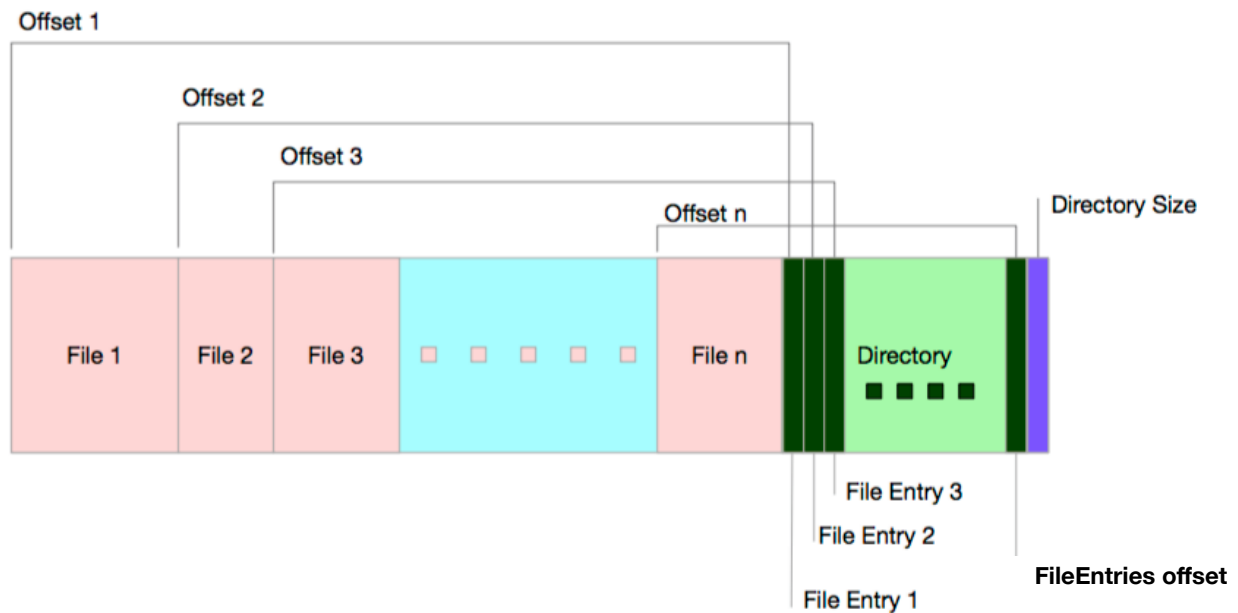 Offset 1
Offset 2
Offset 3
Offset n
Directory Size
File 1
File 2
File 3
File n
Directory
File Entry 3
File Entry 2
FileEntries offset
File Entry 1